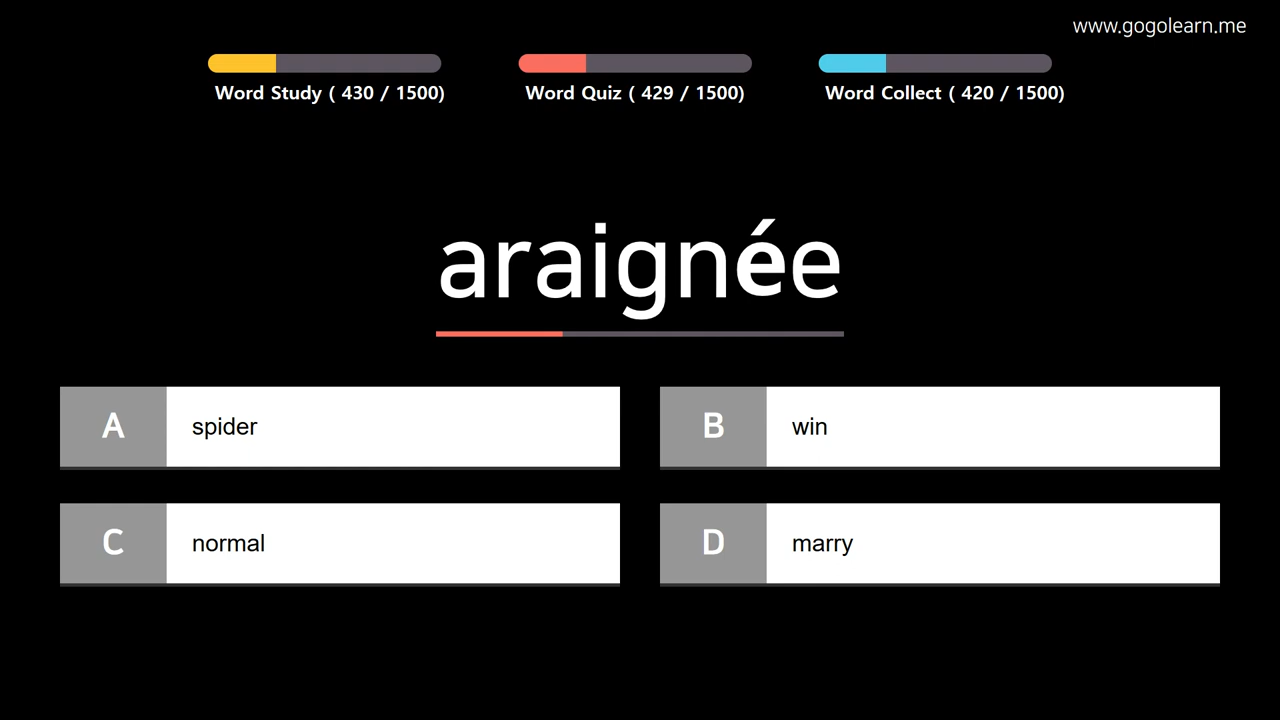 www.gogolearn.me
Word Study ( 430 / 1500)
Word Quiz ( 429 / 1500)
Word Collect ( 420 / 1500)
araignée
A spider
B win
C normal
D marry